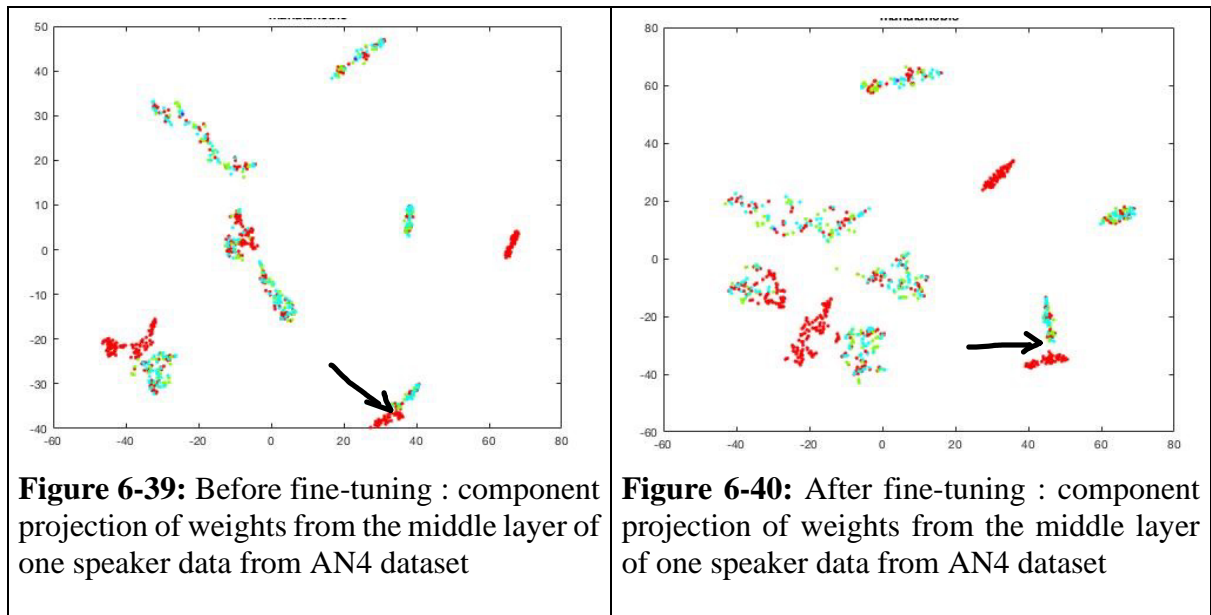 50
40
30
20
10
0
-10
-20
-30
-40
-60 -40 -20 0 20 40 60 80
80
60
40
20
0
-20
-40
-60
-60 -40 -20 0 20 40 60 80
Figure 6-39: Before fine-tuning : component
projection of weights from the middle layer of
one speaker data from AN4 dataset
Figure 6-40: After fine-tuning : component
projection of weights from the middle layer
of one speaker data from AN4 dataset